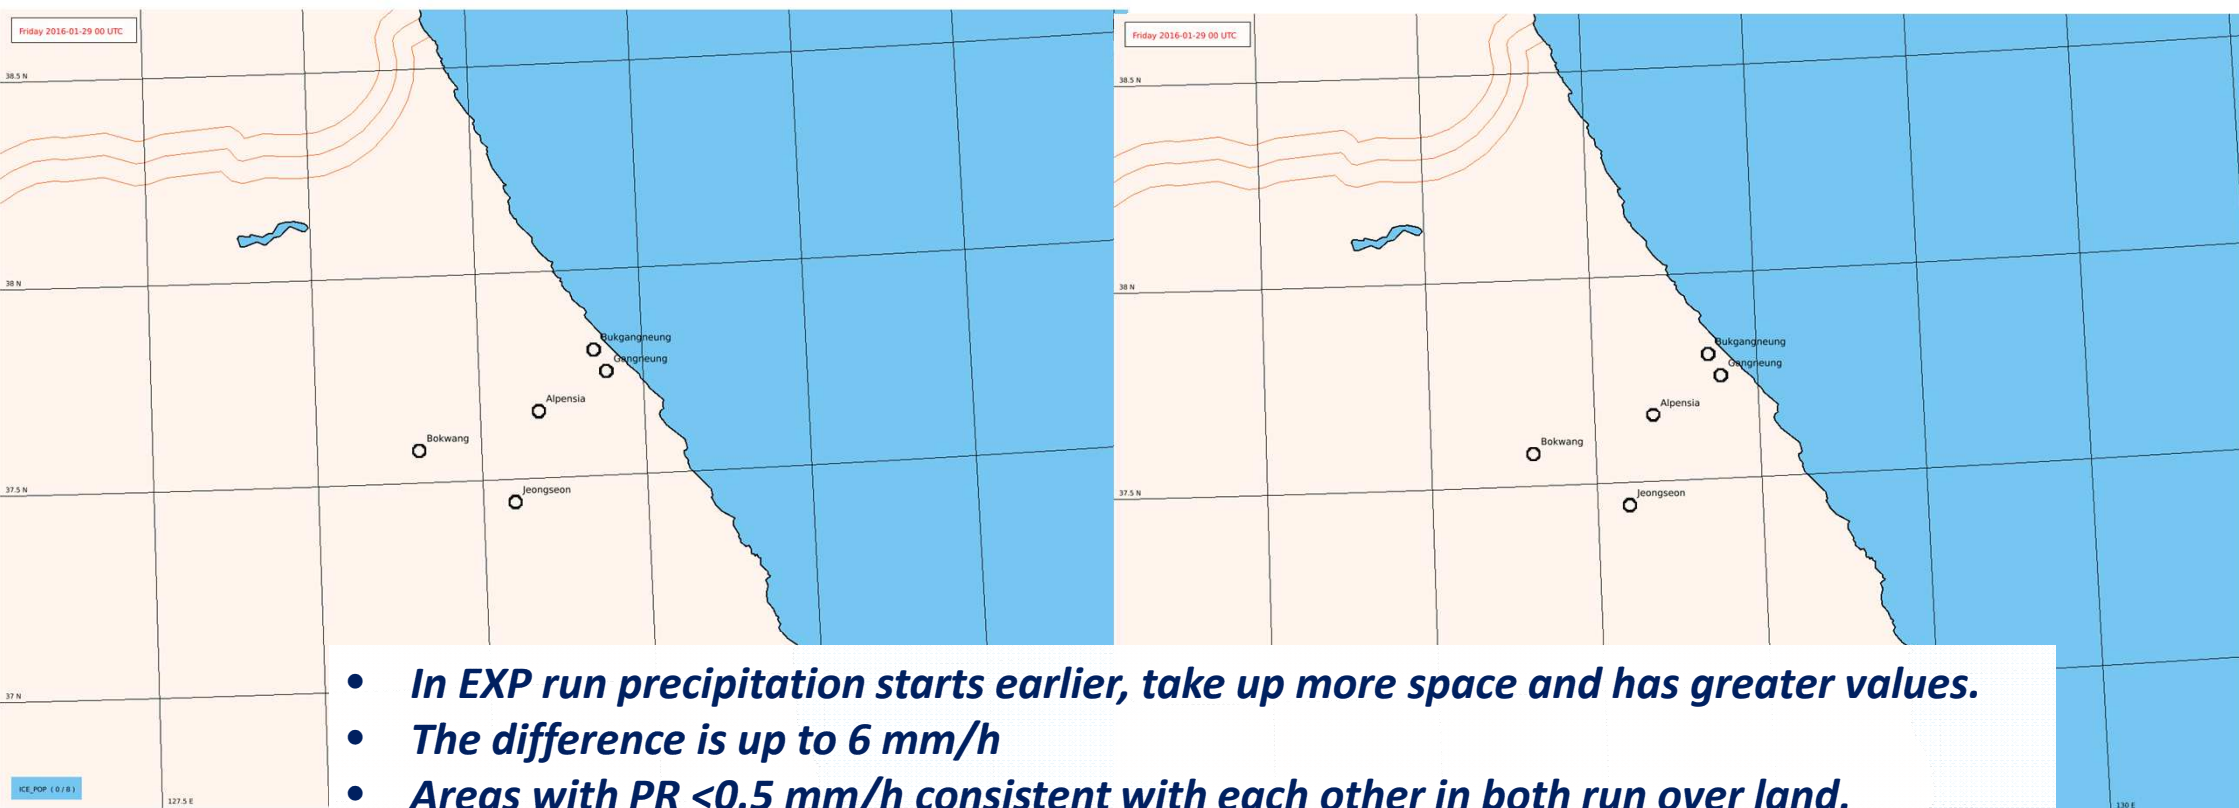 Friday 2016-01-29 00 UTC
38.5 N
38 N
Bukgangneung
Gangneung
Alpensia
Bokwang
Jeongseon
37.5 N
37 N
ICE_POP ( 0 / 8 )
127.5 E
Friday 2016-01-29 00 UTC
38.5 N
38 N
Bukgangneung
Gangneung
Alpensia
Bokwang
Jeongseon
37.5 N
130 E
• In EXP run precipitation starts earlier, take up more space and has greater values.
• The difference is up to 6 mm/h
• Areas with PR <0.5 mm/h consistent with each other in both run over land.